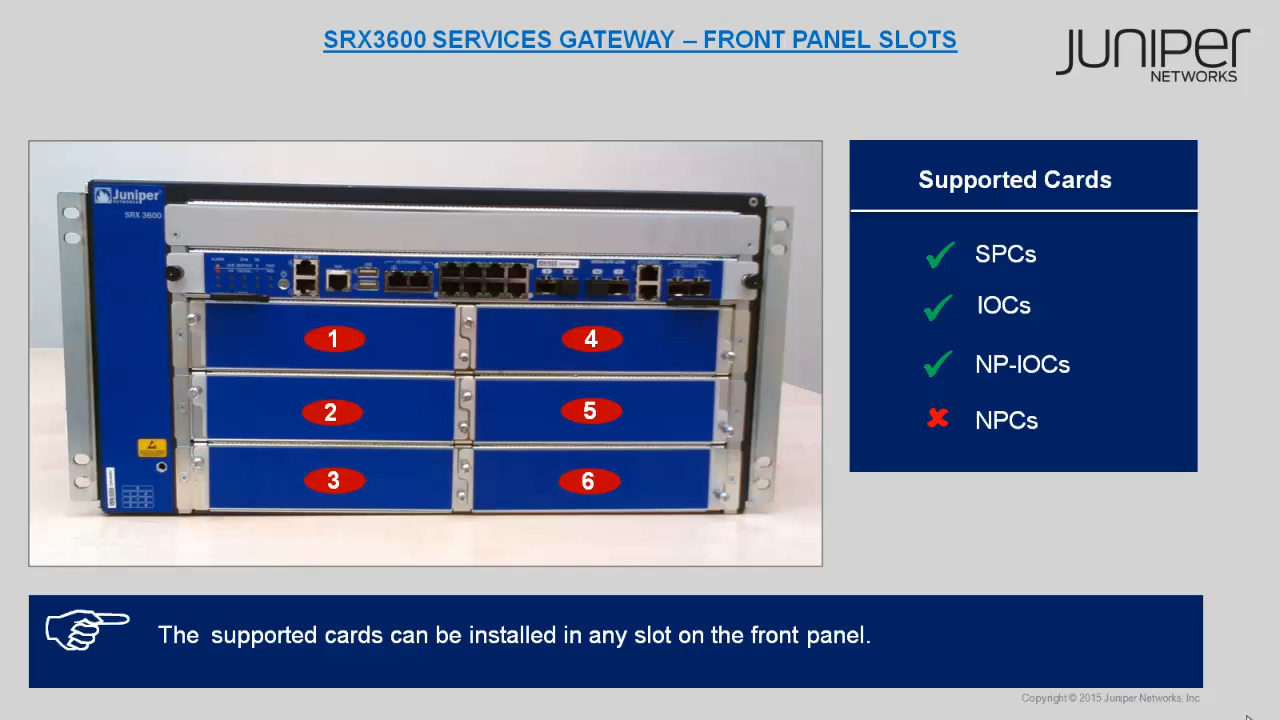 SRX3600 SERVICES GATEWAY – FRONT PANEL SLOTS
JUNIPER
NETWORKS
Juniper
NETWORKS
SRX 3600
1
4
2
5
3
6
Supported Cards
SPCs
IOCs
NP-IOCs
NPCs
The supported cards can be installed in any slot on the front panel.
Copyright © 2015 Juniper Networks, Inc